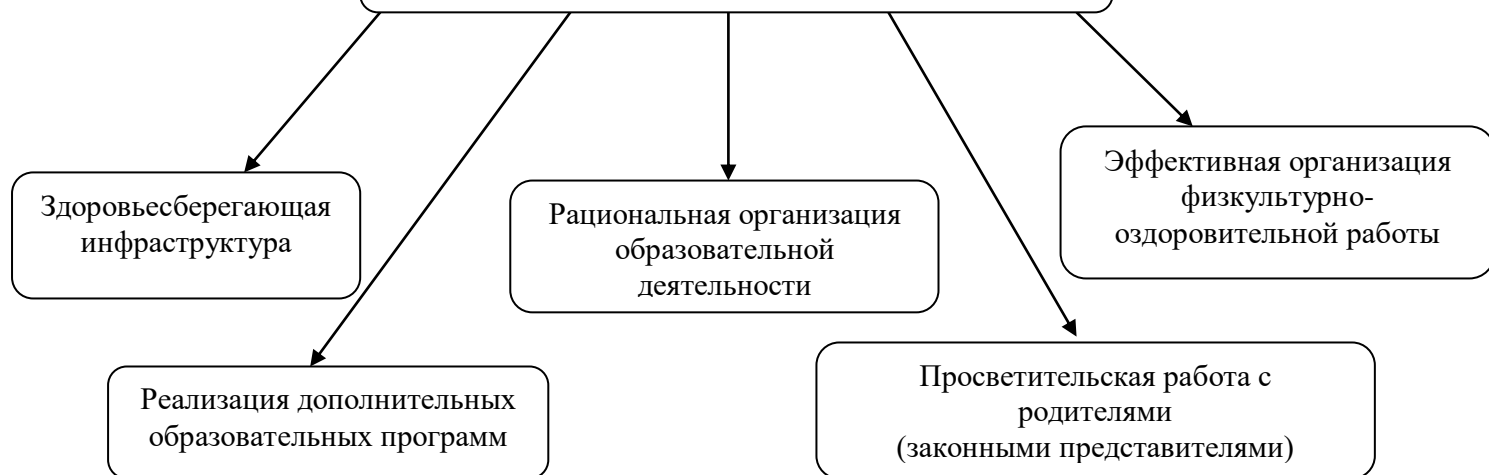 Здоровьесберегающая
инфраструктура
Рациональная организация
образовательной
деятельности
Эффективная организация
физкультурно-
оздоровительной работы
Реализация дополнительных
образовательных программ
Просветительская работа с
родителями
(законными представителями)